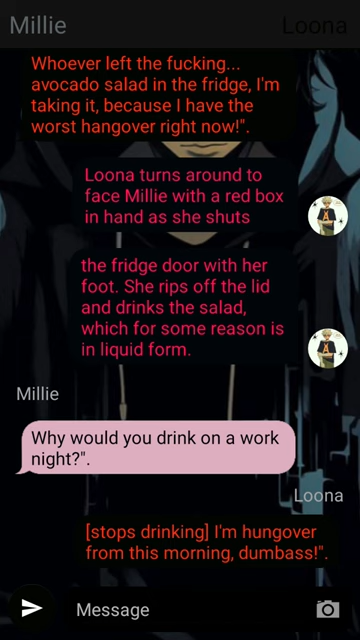 Millie
Loona
Whoever left the fucking...
avocado salad in the fridge, I'm
taking it, because I have the
worst hangover right now!".
Loona turns around to
face Millie with a red box
in hand as she shuts
the fridge door with her
foot. She rips off the lid
and drinks the salad,
which for some reason is
in liquid form.
Millie
Why would you drink on a work
night?".
Loona
[stops drinking] I'm hungover
from this morning, dumbass!".
Message